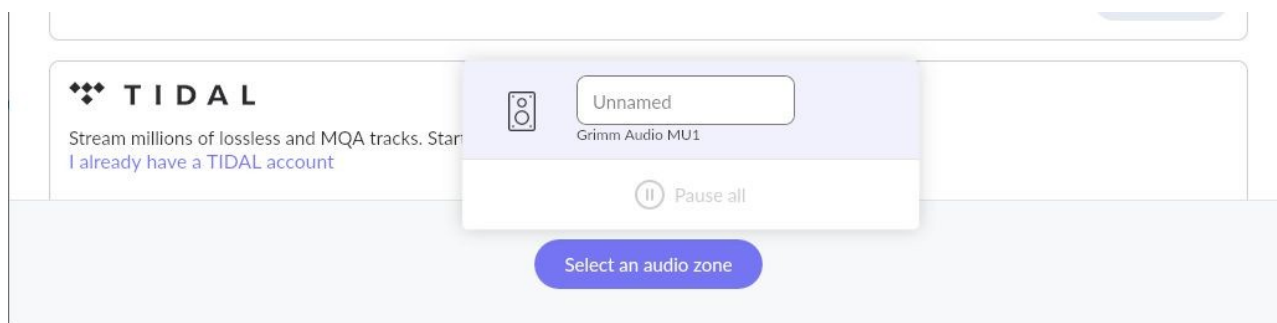 TIDAL
Stream millions of lossless and MQA tracks. Star
I already have a TIDAL account
Unnamed
Grimm Audio MU1
Pause all
Select an audio zone